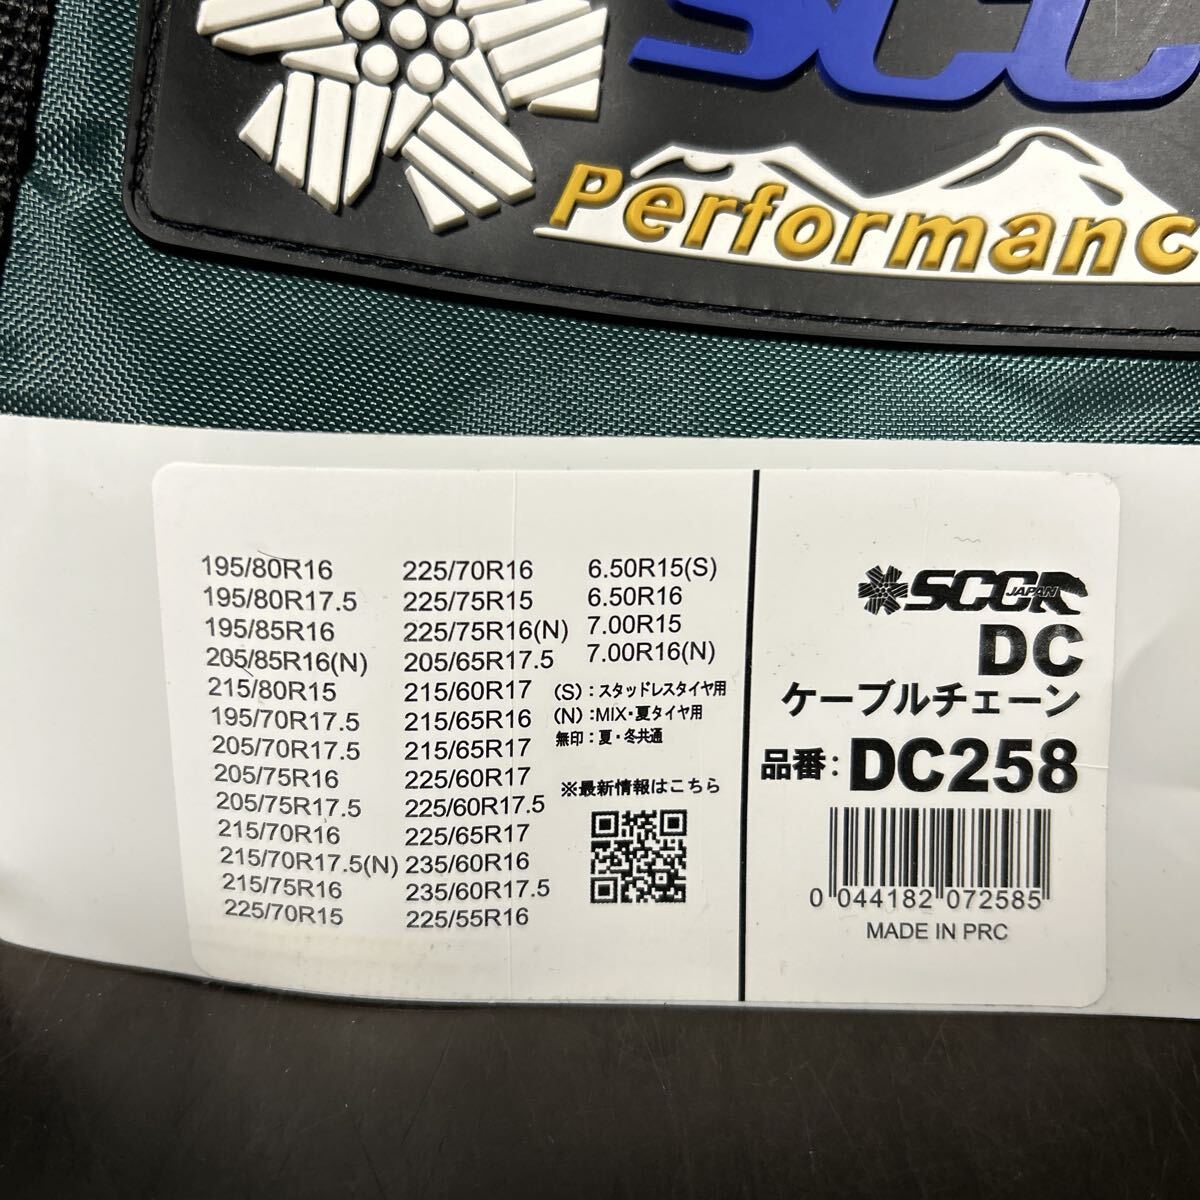 SCC
Performanc
195/80R16
195/80R17.5
195/85R16
205/85R16(N)
215/80R15
195/70R17.5
205/70R17.5
205/75R16
205/75R17.5
215/70R16
215/70R17.5(N)
215/75R16
225/70R15
225/70R16
225/75R15
225/75R16(N)
205/65R17.5
215/60R17
215/65R16
215/65R17
225/60R17
225/60R17.5
225/65R17
235/60R16
235/60R17.5
225/55R16
6.50R15(S)
6.50R16
7.00R15
7.00R16(N)
(S):スタッドレスタイヤ用
(N):MIX・夏タイヤ用
無印:夏・冬共通
※最新情報はこちら
SCC JAPAN
DC
ケーブルチェーン
品番:DC258
0 044182 072585
MADE IN PRC